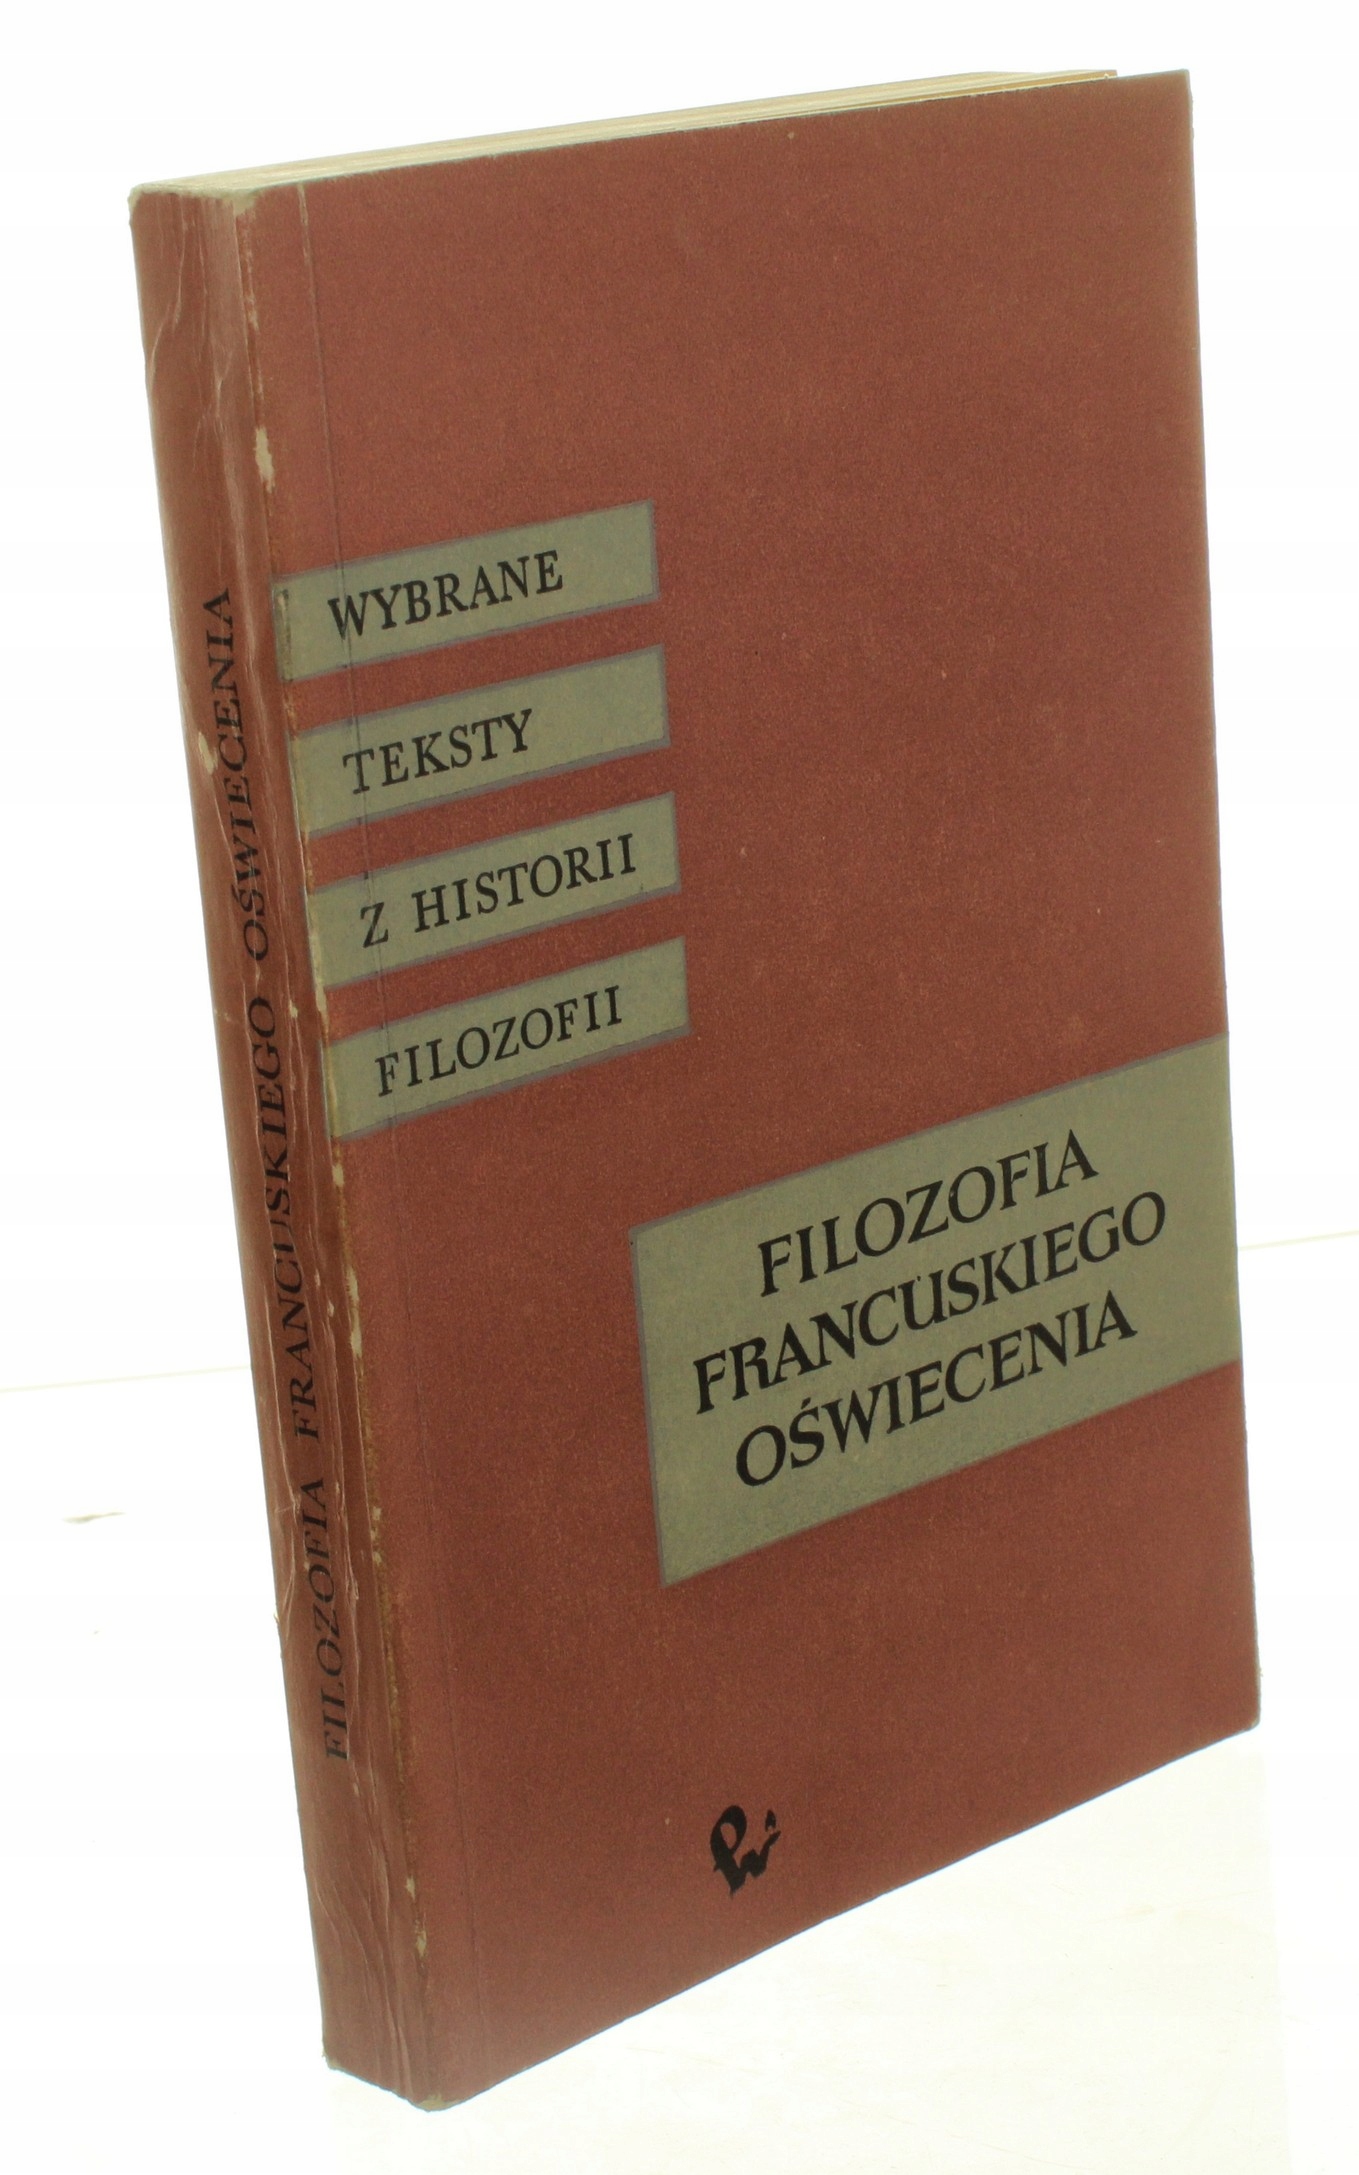 FILOZOFIA FRANCUSKIEGO OŚWIECENIA
WYBRANE
TEKSTY
Z HISTORII
FILOZOFII
FILOZOFIA
FRANCUSKIEGO
OŚWIECENIA